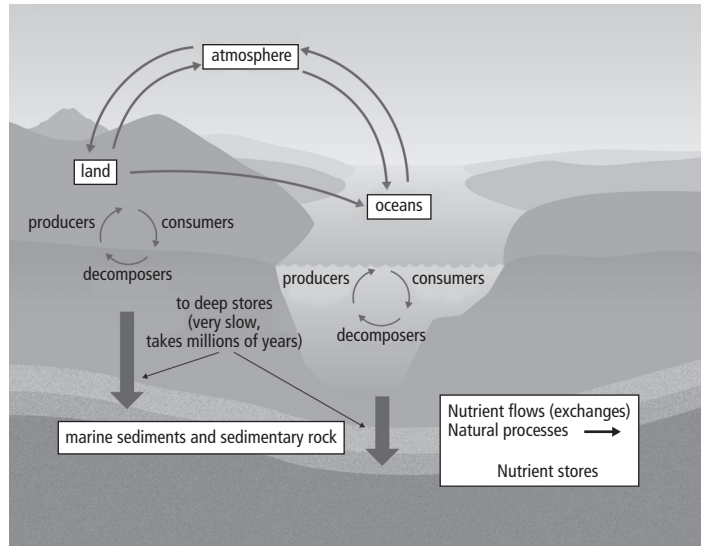 atmosphere
land
oceans
producers
consumers
decomposers
producers
consumers
decomposers
to deep stores
(very slow,
takes millions of years)
marine sediments and sedimentary rock
Nutrient flows (exchanges)
Natural processes
Nutrient stores